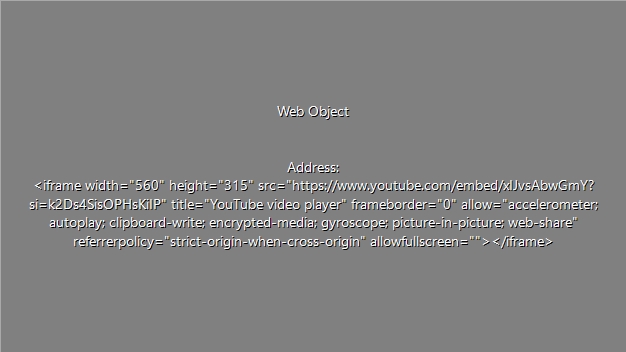 Web Object
Address:
<iframe width="560" height="315" src="https://www.youtube.com/embed/xlJvsAbwGmY?
si=k2Ds4SisOPHsKiIP" title="YouTube video player" frameborder="0" allow="accelerometer;
autoplay; clipboard-write; encrypted-media; gyroscope; picture-in-picture; web-share"
referrerpolicy="strict-origin-when-cross-origin" allowfullscreen=""></iframe>